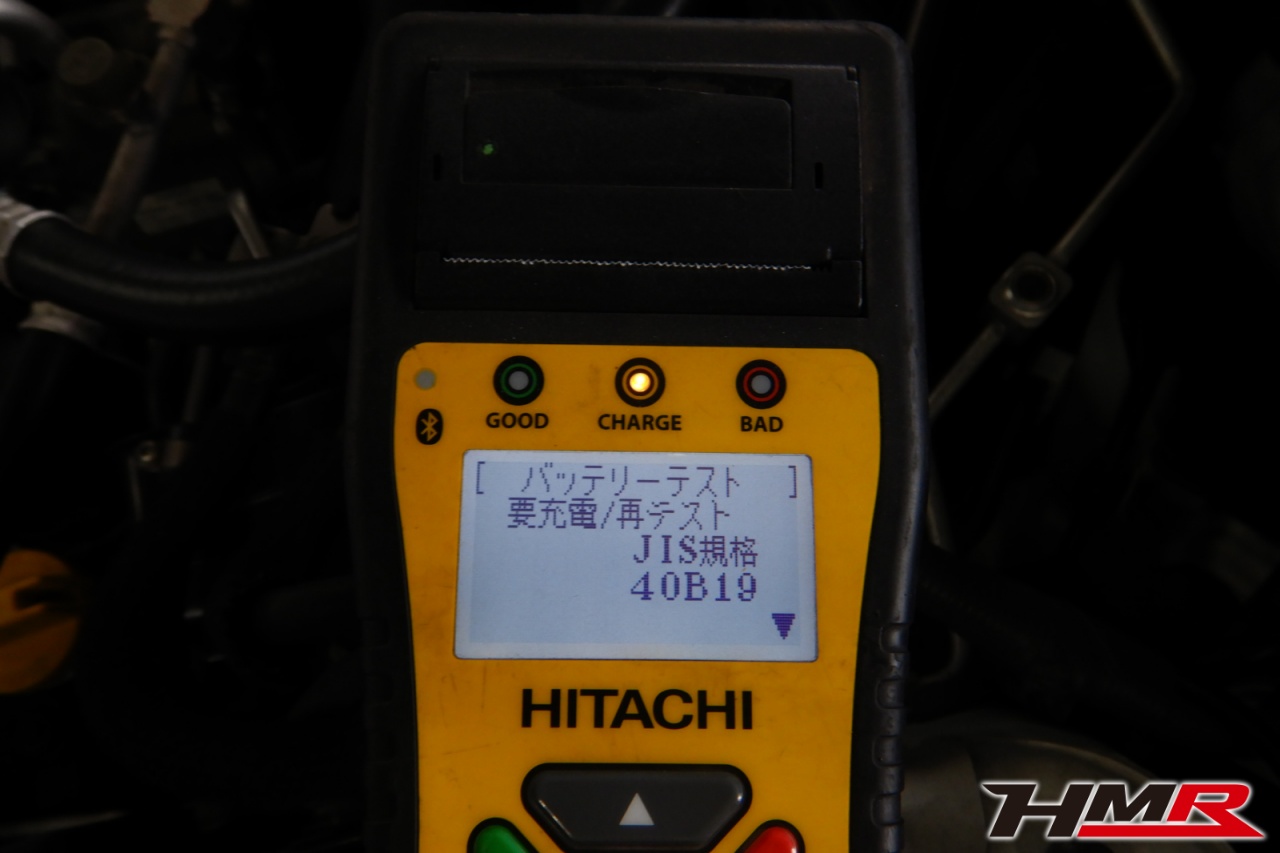 GOOD CHARGE BAD
[ バッテリーテスト ]
要充電/再テスト
JIS規格
40B19
HITACHI
HMR